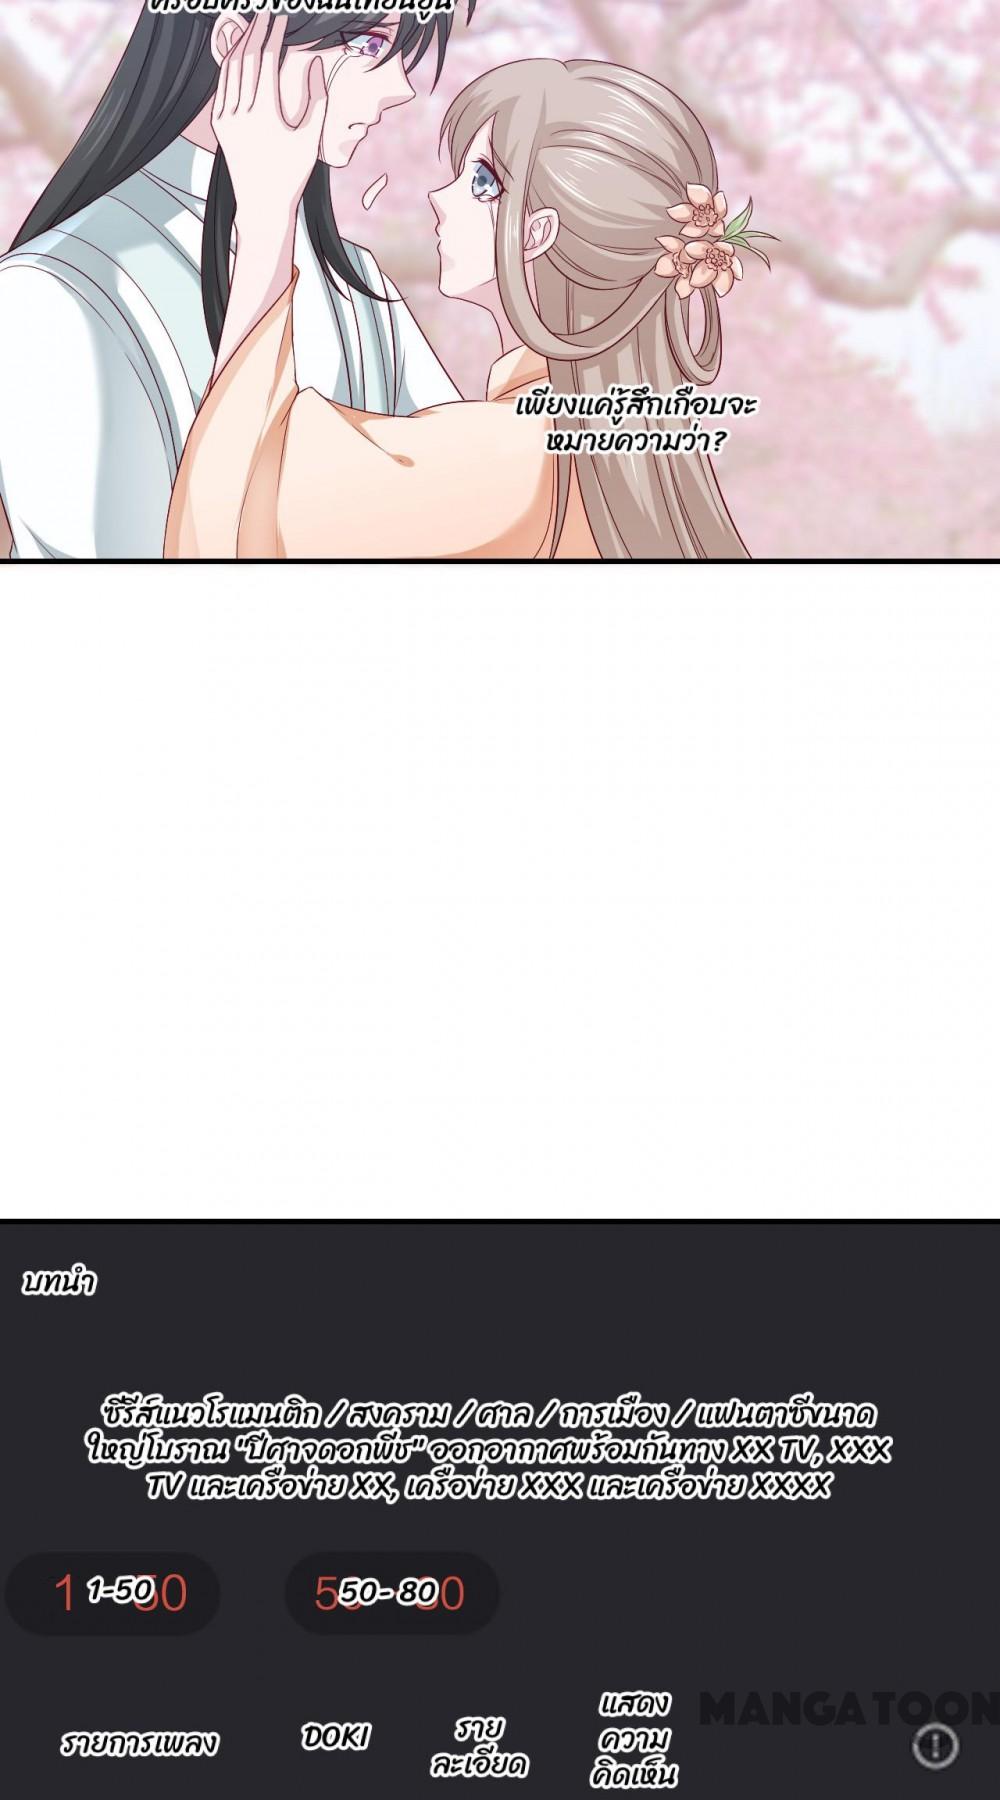 เพียงแค่รู้สึกเกือบจะ
หมายความว่า?
บทนำ
ซีรีส์แนวโรแมนติก / สงคราม / ศาล / การเมือง / แฟนตาซีขนาด
ใหญ่โบราณ "ปีศาจดอกพีช" ออกอากาศพร้อมกันทาง XX TV, XXX
TV และเครือข่าย XX, เครือข่าย XXX และเครือข่าย XXXX
1-50
50-80
รายการเพลง
DOKI
ราย
ละเอียด
แสดง
ความ
คิดเห็น
MANGATOON